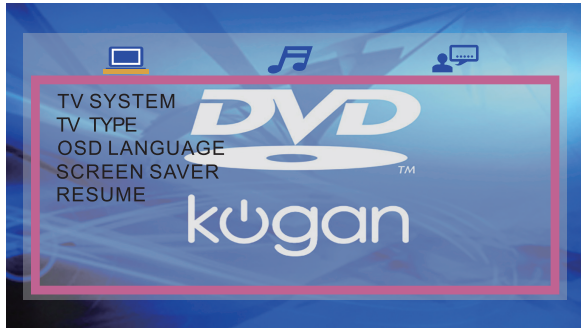 TV SYSTEM
TV TYPE
OSD LANGUAGE
SCREEN SAVER
RESUME
DVD
TM
kogan